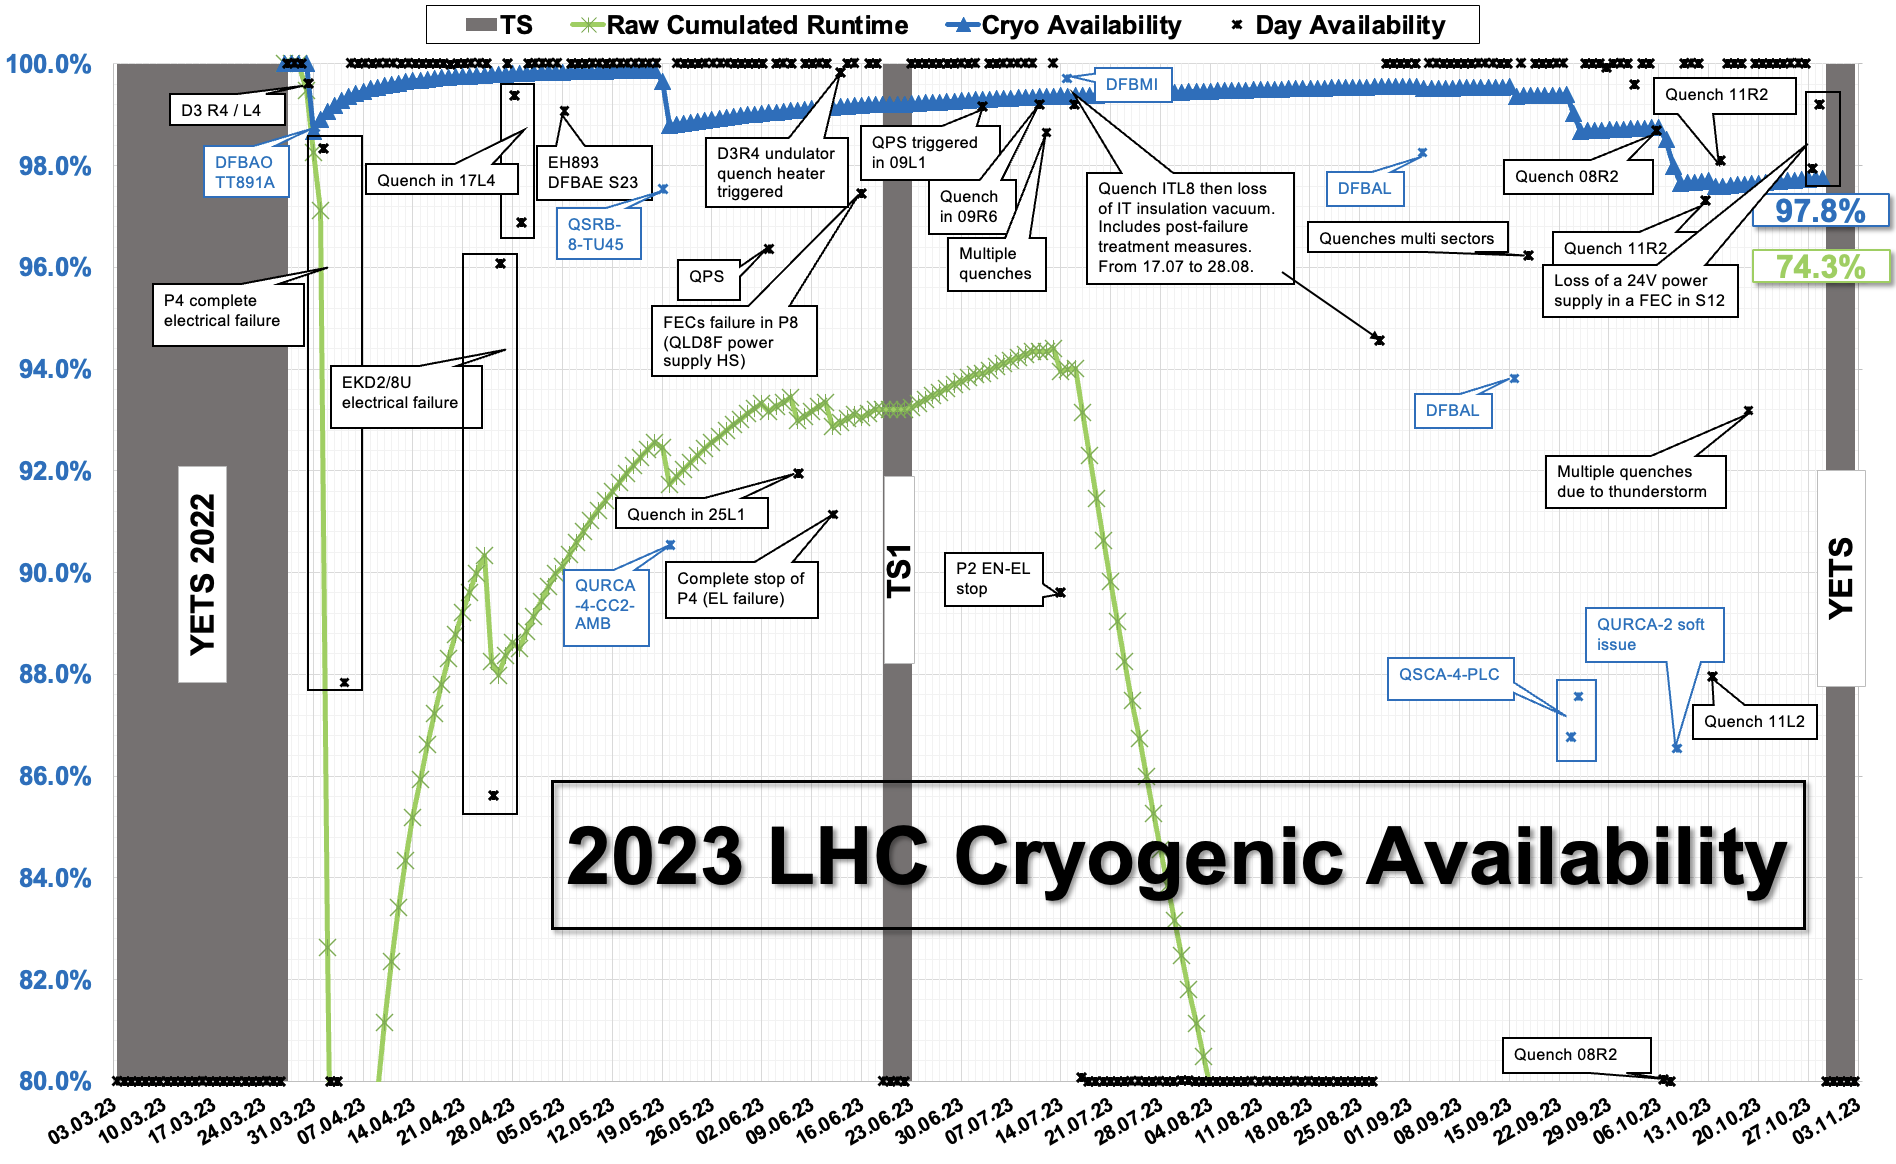 TS
Raw Cumulated Runtime
Cryo Availability
Day Availability
100.0%
98.0%
96.0%
94.0%
92.0%
90.0%
88.0%
86.0%
84.0%
82.0%
80.0%
D3 R4 / L4
DFBAO
TT891A
P4 complete
electrical failure
YETS 2022
EKD2/8U
electrical failure
Quench in 17L4
EH893
DFBAE S23
QSRB-
8-TU45
QURCA
-4-CC2-
AMB
Quench in 25L1
Complete stop of
P4 (EL failure)
QPS
FECs failure in P8
(QLD8F power
supply HS)
D3R4 undulator
quench heater
triggered
QPS triggered
in 09L1
Quench
in 09R6
Multiple
quenches
DFBMI
Quench ITL8 then loss
of IT insulation vacuum.
Includes post-failure
treatment measures.
From 17.07 to 28.08.
TS1
P2 EN-EL
stop
DFBAL
Quenches multi sectors
DFBAL
Quench 11R2
Quench 08R2
Quench 11R2
Loss of a 24V power
supply in a FEC in S12
97.8%
74.3%
Multiple quenches
due to thunderstorm
QURCA-2 soft
issue
QSCA-4-PLC
Quench 11L2
YETS
2023 LHC Cryogenic Availability
Quench 08R2
03.03.23
10.03.23
17.03.23
24.03.23
31.03.23
07.04.23
14.04.23
21.04.23
28.04.23
05.05.23
12.05.23
19.05.23
26.05.23
02.06.23
09.06.23
16.06.23
23.06.23
30.06.23
07.07.23
14.07.23
21.07.23
28.07.23
04.08.23
11.08.23
18.08.23
25.08.23
01.09.23
08.09.23
15.09.23
22.09.23
29.09.23
06.10.23
13.10.23
20.10.23
27.10.23
03.11.23